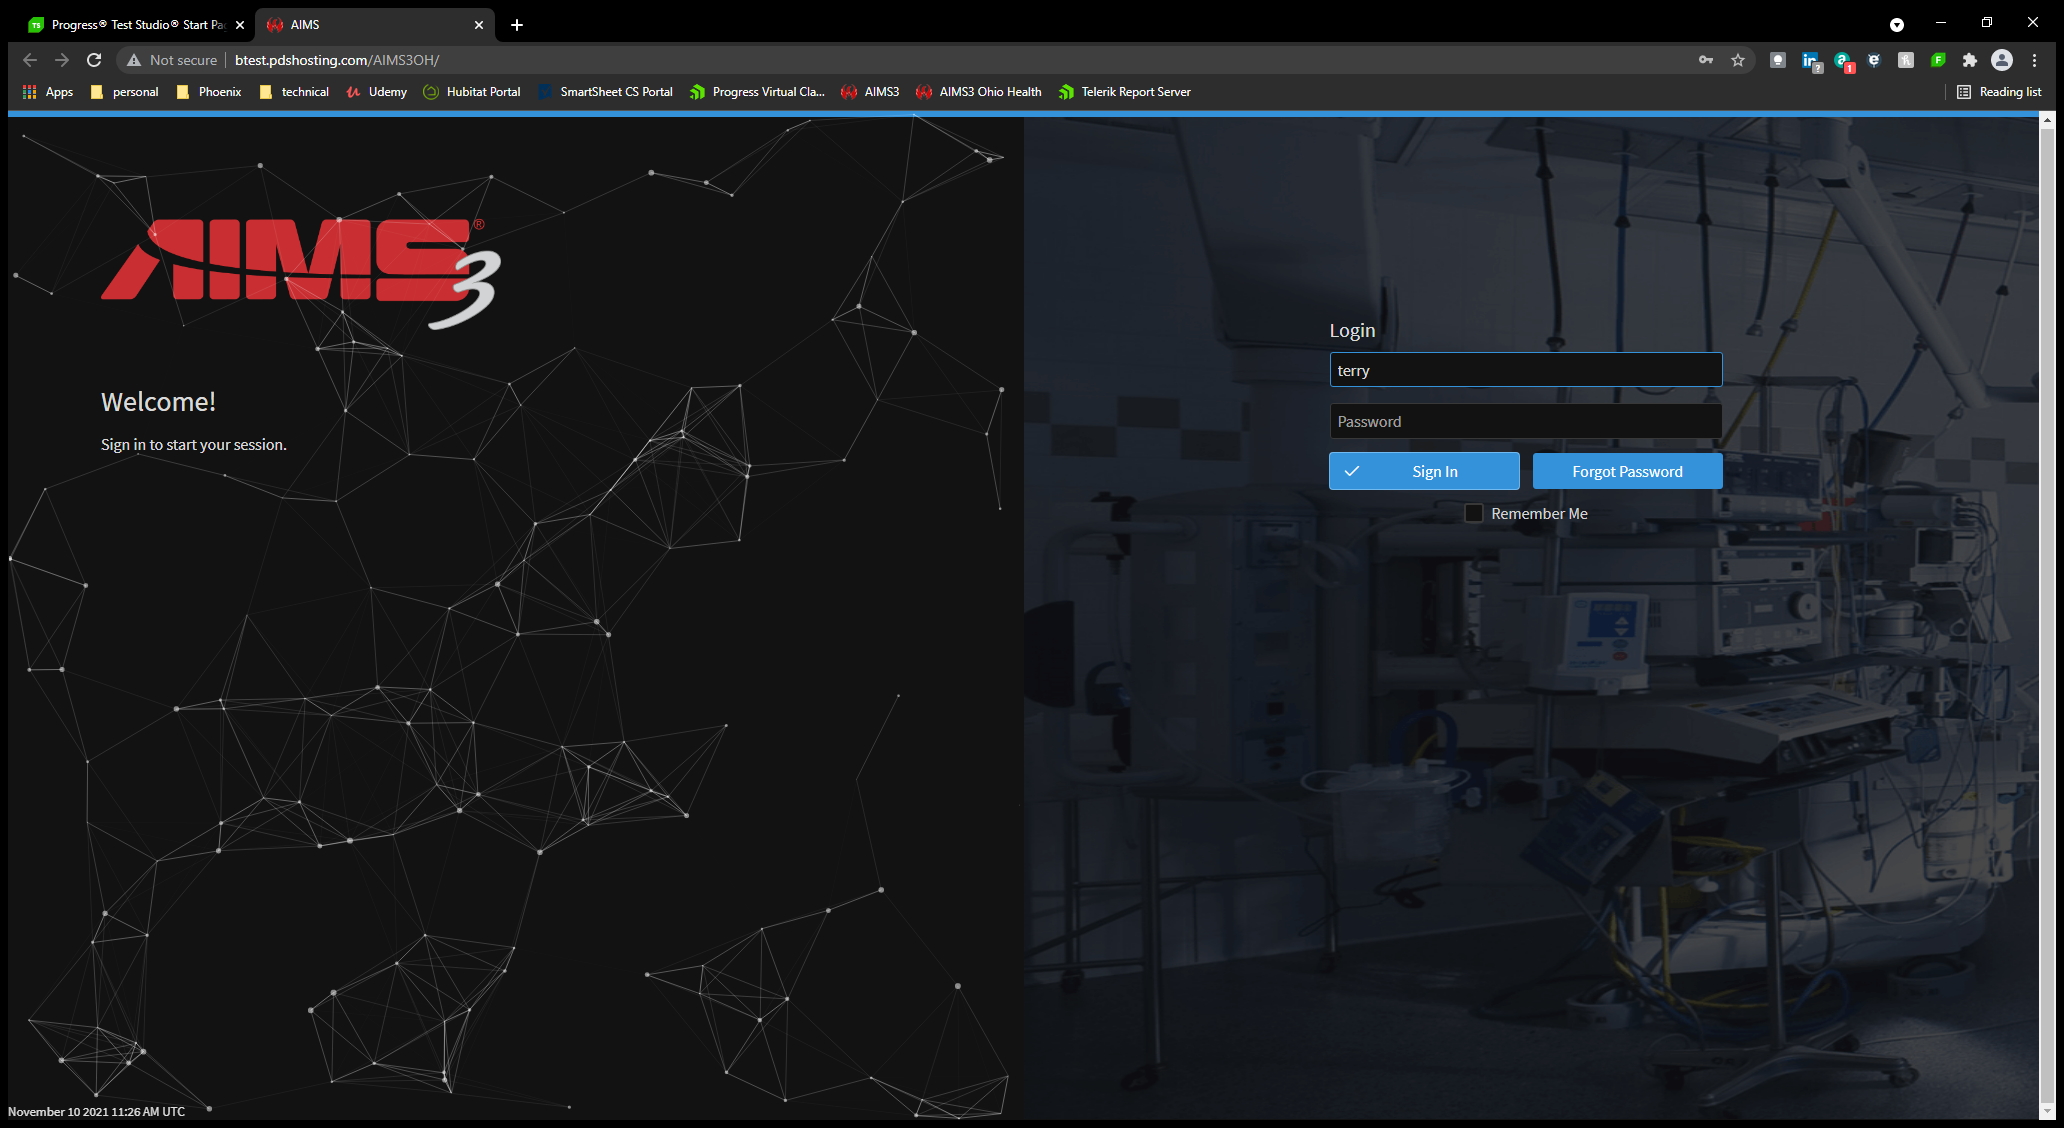 Progress® Test Studio® Start Pa
AIMS
Not secure
btest.pdshosting.com/AIMS3OH/
Apps
personal
Phoenix
technical
Udemy
Hubitat Portal
SmartSheet CS Portal
Progress Virtual Cla...
AIMS3
AIMS3 Ohio Health
Telerik Report Server
Reading list
AIMS® 3
Welcome!
Sign in to start your session.
Login
terry
Password
Sign In
Forgot Password
Remember Me
November 10 2021 11:26 AM UTC